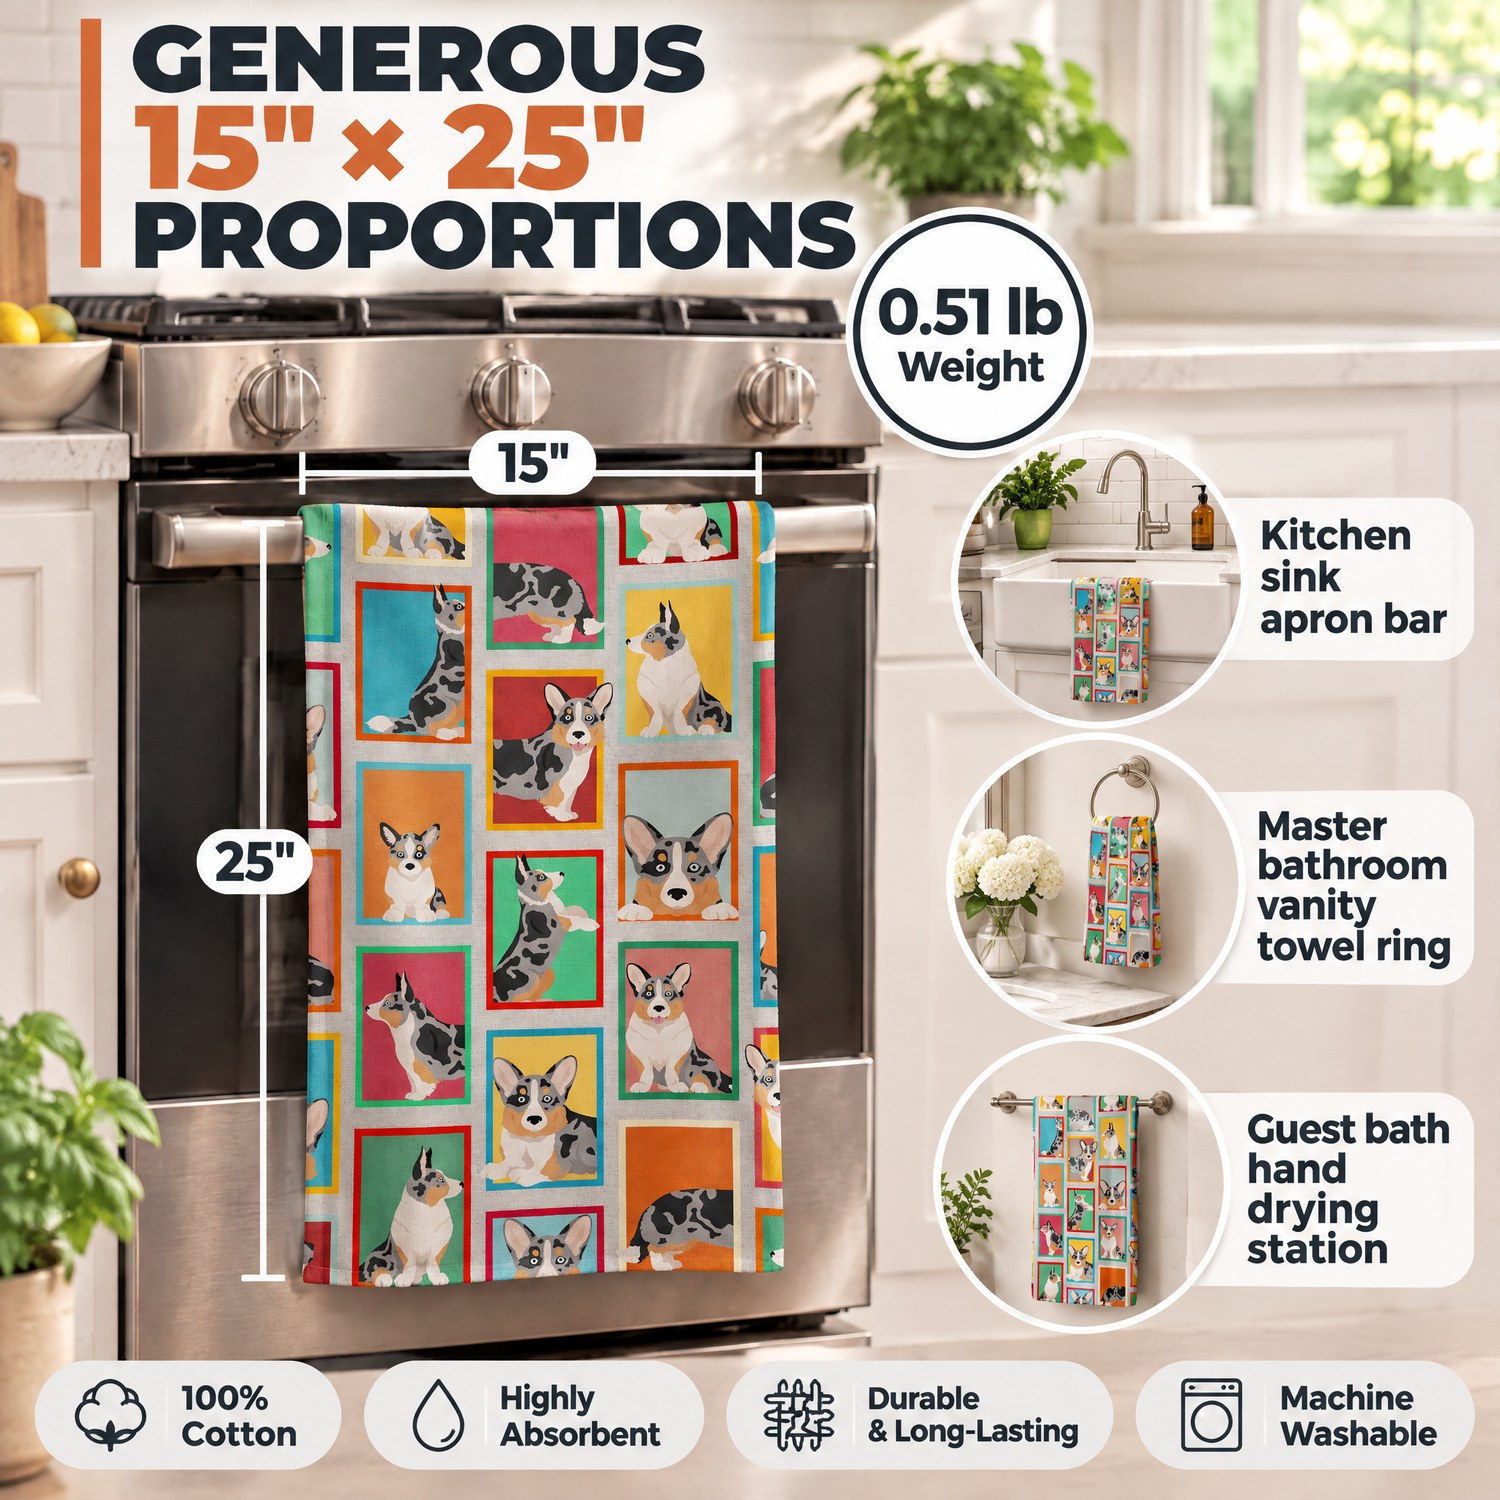 GENEROUS
15" × 25"
PROPORTIONS
0.51 lb
Weight
15"
25"
Kitchen
sink
apron bar
Master
bathroom
vanity
towel ring
Guest bath
hand
drying
station
100%
Cotton
Highly
Absorbent
Durable
& Long-Lasting
Machine
Washable